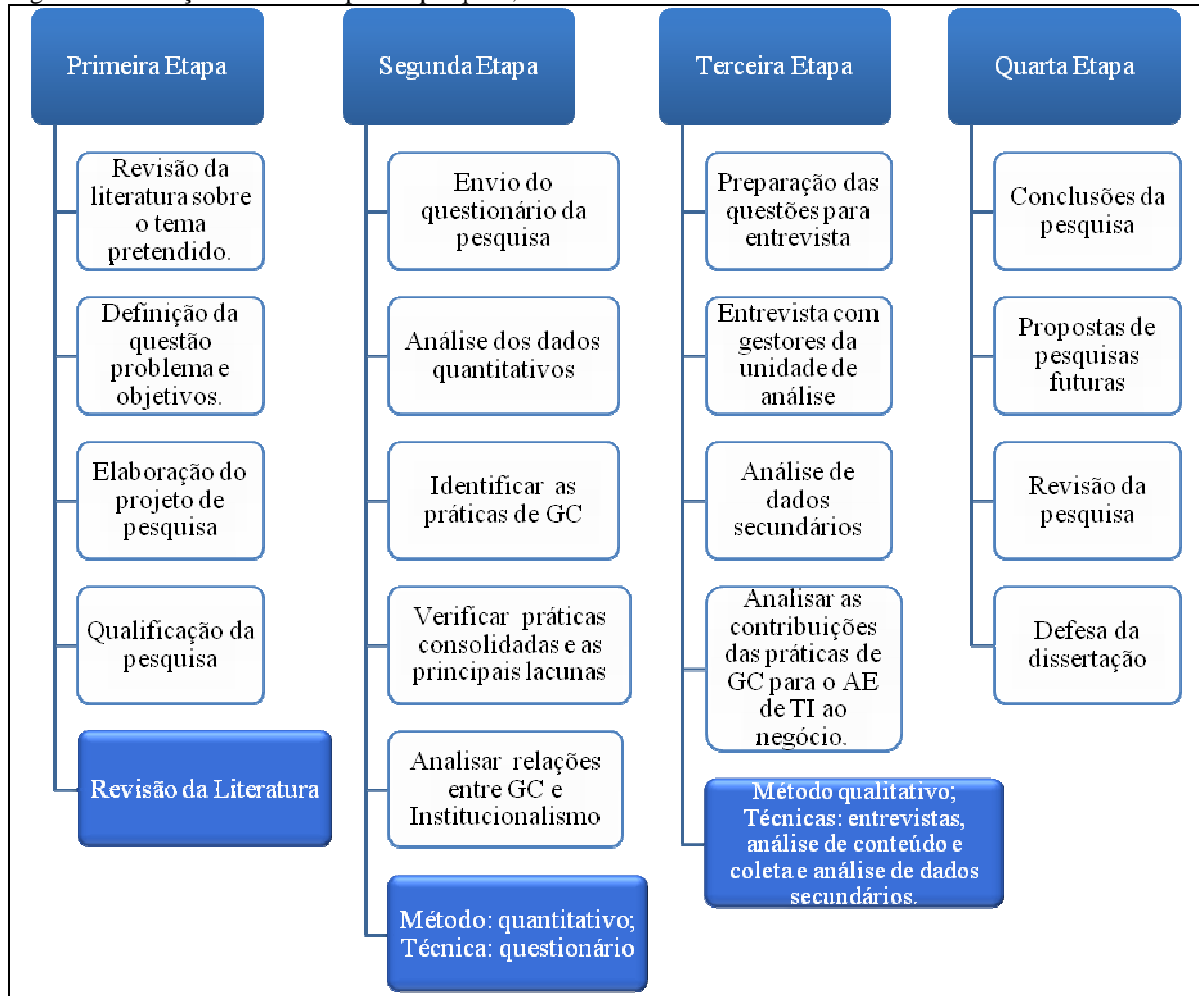 Primeira Etapa
Revisão da
literatura sobre
o tema
pretendido.
Definição da
questão
problema e
objetivos.
Elaboração do
projeto de
pesquisa
Qualificação da
pesquisa
Revisão da Literatura
Segunda Etapa
Envio do
questionário da
pesquisa
Análise dos dados
quantitativos
Identificar as
práticas de GC
Verificar práticas
consolidadas e as
principais lacunas
Analisar relações
entre GC e
Institucionalismo
Método: quantitativo;
Técnica: questionário
Terceira Etapa
Preparação das
questões para
entrevista
Entrevista com
gestores da
unidade de
análise
Análise de
dados
secundários
Analisar as
contribuições
das práticas de
GC para o AE
de TI ao
negócio.
Método qualitativo;
Técnicas: entrevistas,
análise de conteúdo e
coleta e análise de dados
secundários.
Quarta Etapa
Conclusões da
pesquisa
Propostas de
pesquisas
futuras
Revisão da
pesquisa
Defesa da
dissertação